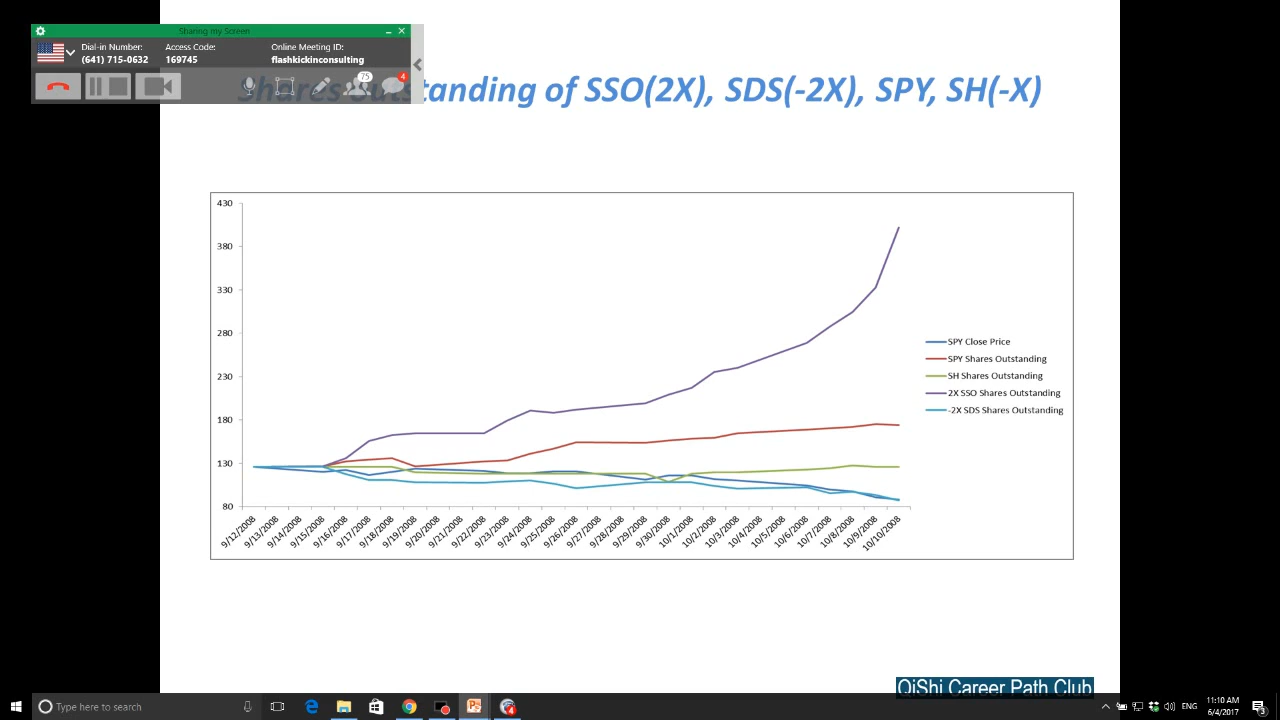 Sharing my Screen
Dial-in Number:
(641) 715-0632
Access Code:
169745
Online Meeting ID:
flashkickinconsulting
75
4
Shares Outstanding of SSO(2X), SDS(-2X), SPY, SH(-X)
430
380
330
280
230
180
130
80
9/12/2008
9/13/2008
9/14/2008
9/15/2008
9/16/2008
9/17/2008
9/18/2008
9/19/2008
9/20/2008
9/21/2008
9/22/2008
9/23/2008
9/24/2008
9/25/2008
9/26/2008
9/27/2008
9/28/2008
9/29/2008
9/30/2008
10/1/2008
10/2/2008
10/3/2008
10/4/2008
10/5/2008
10/6/2008
10/7/2008
10/8/2008
10/9/2008
10/10/2008
SPY Close Price
SPY Shares Outstanding
SH Shares Outstanding
2X SSO Shares Outstanding
-2X SDS Shares Outstanding
QiShi Career Path Club
Type here to search
4
ENG
11:10 AM
6/4/2017
3